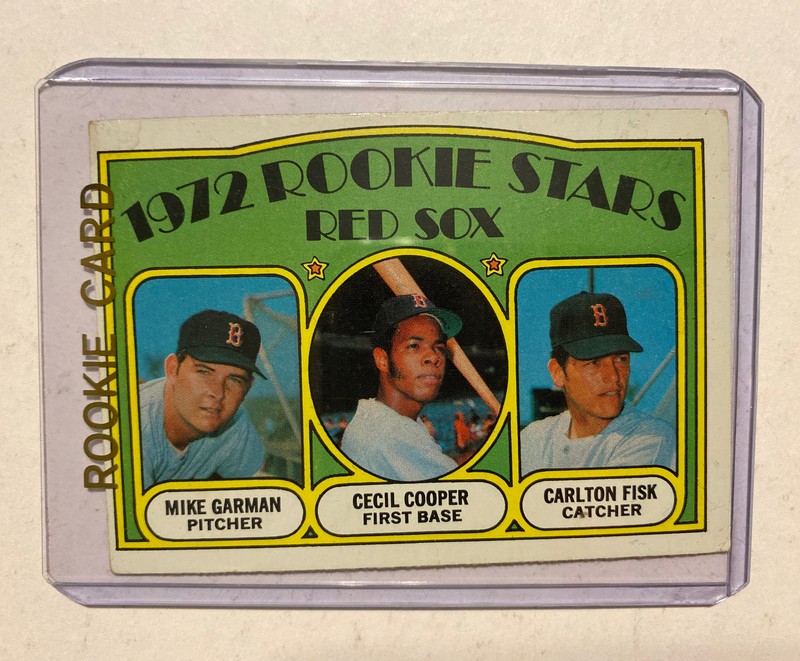 ROOKIE CARD
1972 ROOKIE STARS
RED SOX
B
B
B
MIKE GARMAN
PITCHER
CECIL COOPER
FIRST BASE
CARLTON FISK
CATCHER